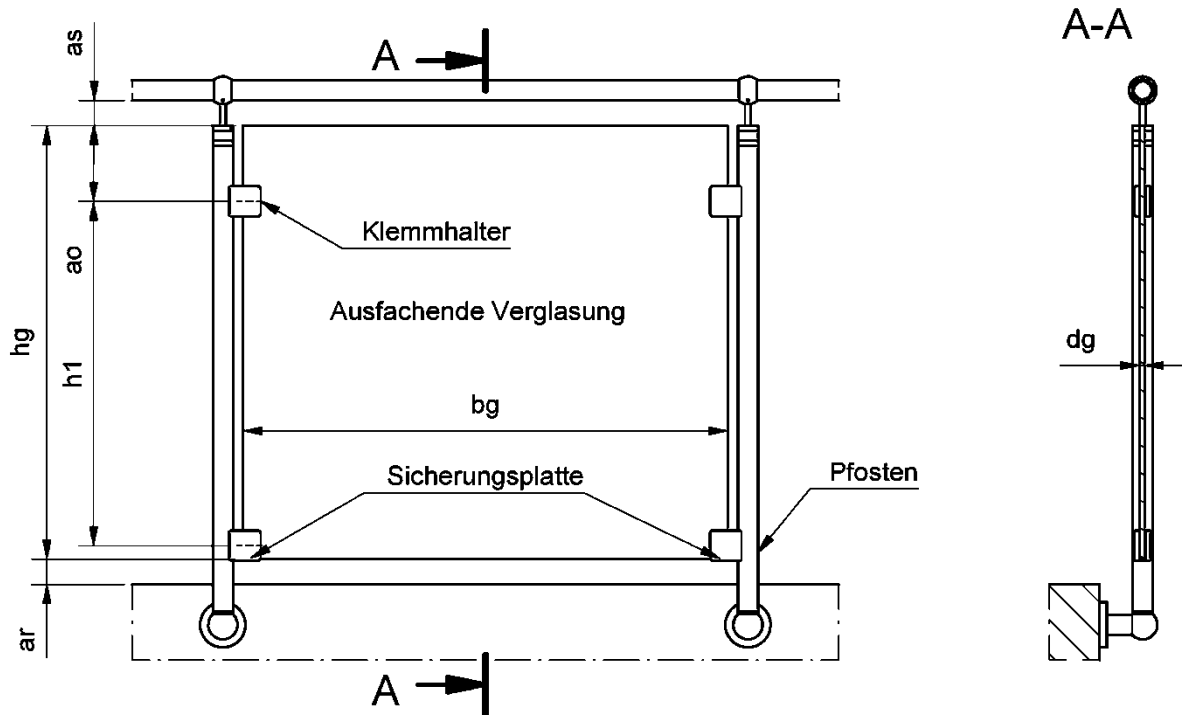 A-A
as
A
Klemmhalter
ao
Ausfachende Verglasung
hg
dg
h1
bg
Sicherungsplatte
Pfosten
ar
A